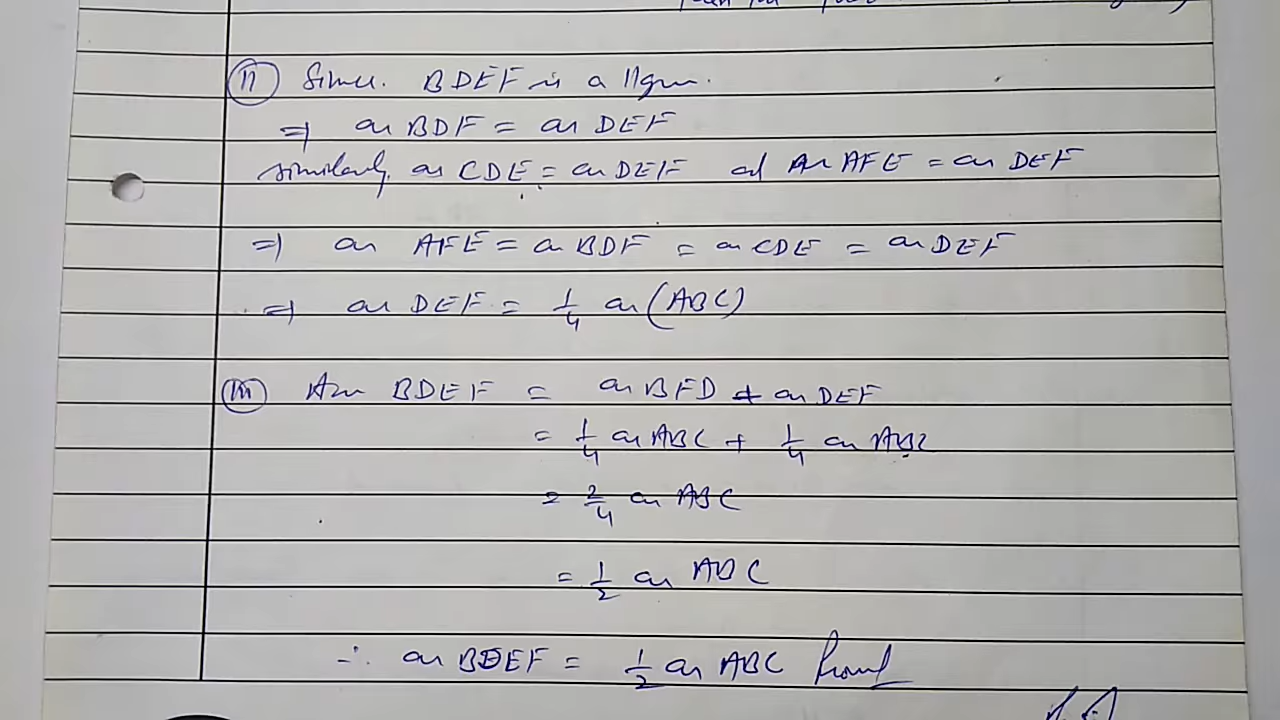 (ii) Since. BDEF is a ||gm.
⇒ ar BDF = ar DEF
similarly, ar CDE = ar DEF ad Ar AFE = ar DEF
⇒ ar AFE = ar BDF = ar CDE = ar DEF
⇒ ar DEF = 1/4 ar (ABC)
(iii) Ar BDEF = ar BFD + ar DEF
= 1/4 ar ABC + 1/4 ar ABC
= 2/4 ar ABC
= 1/2 ar ABC
∴ ar BDEF = 1/2 ar ABC Proved